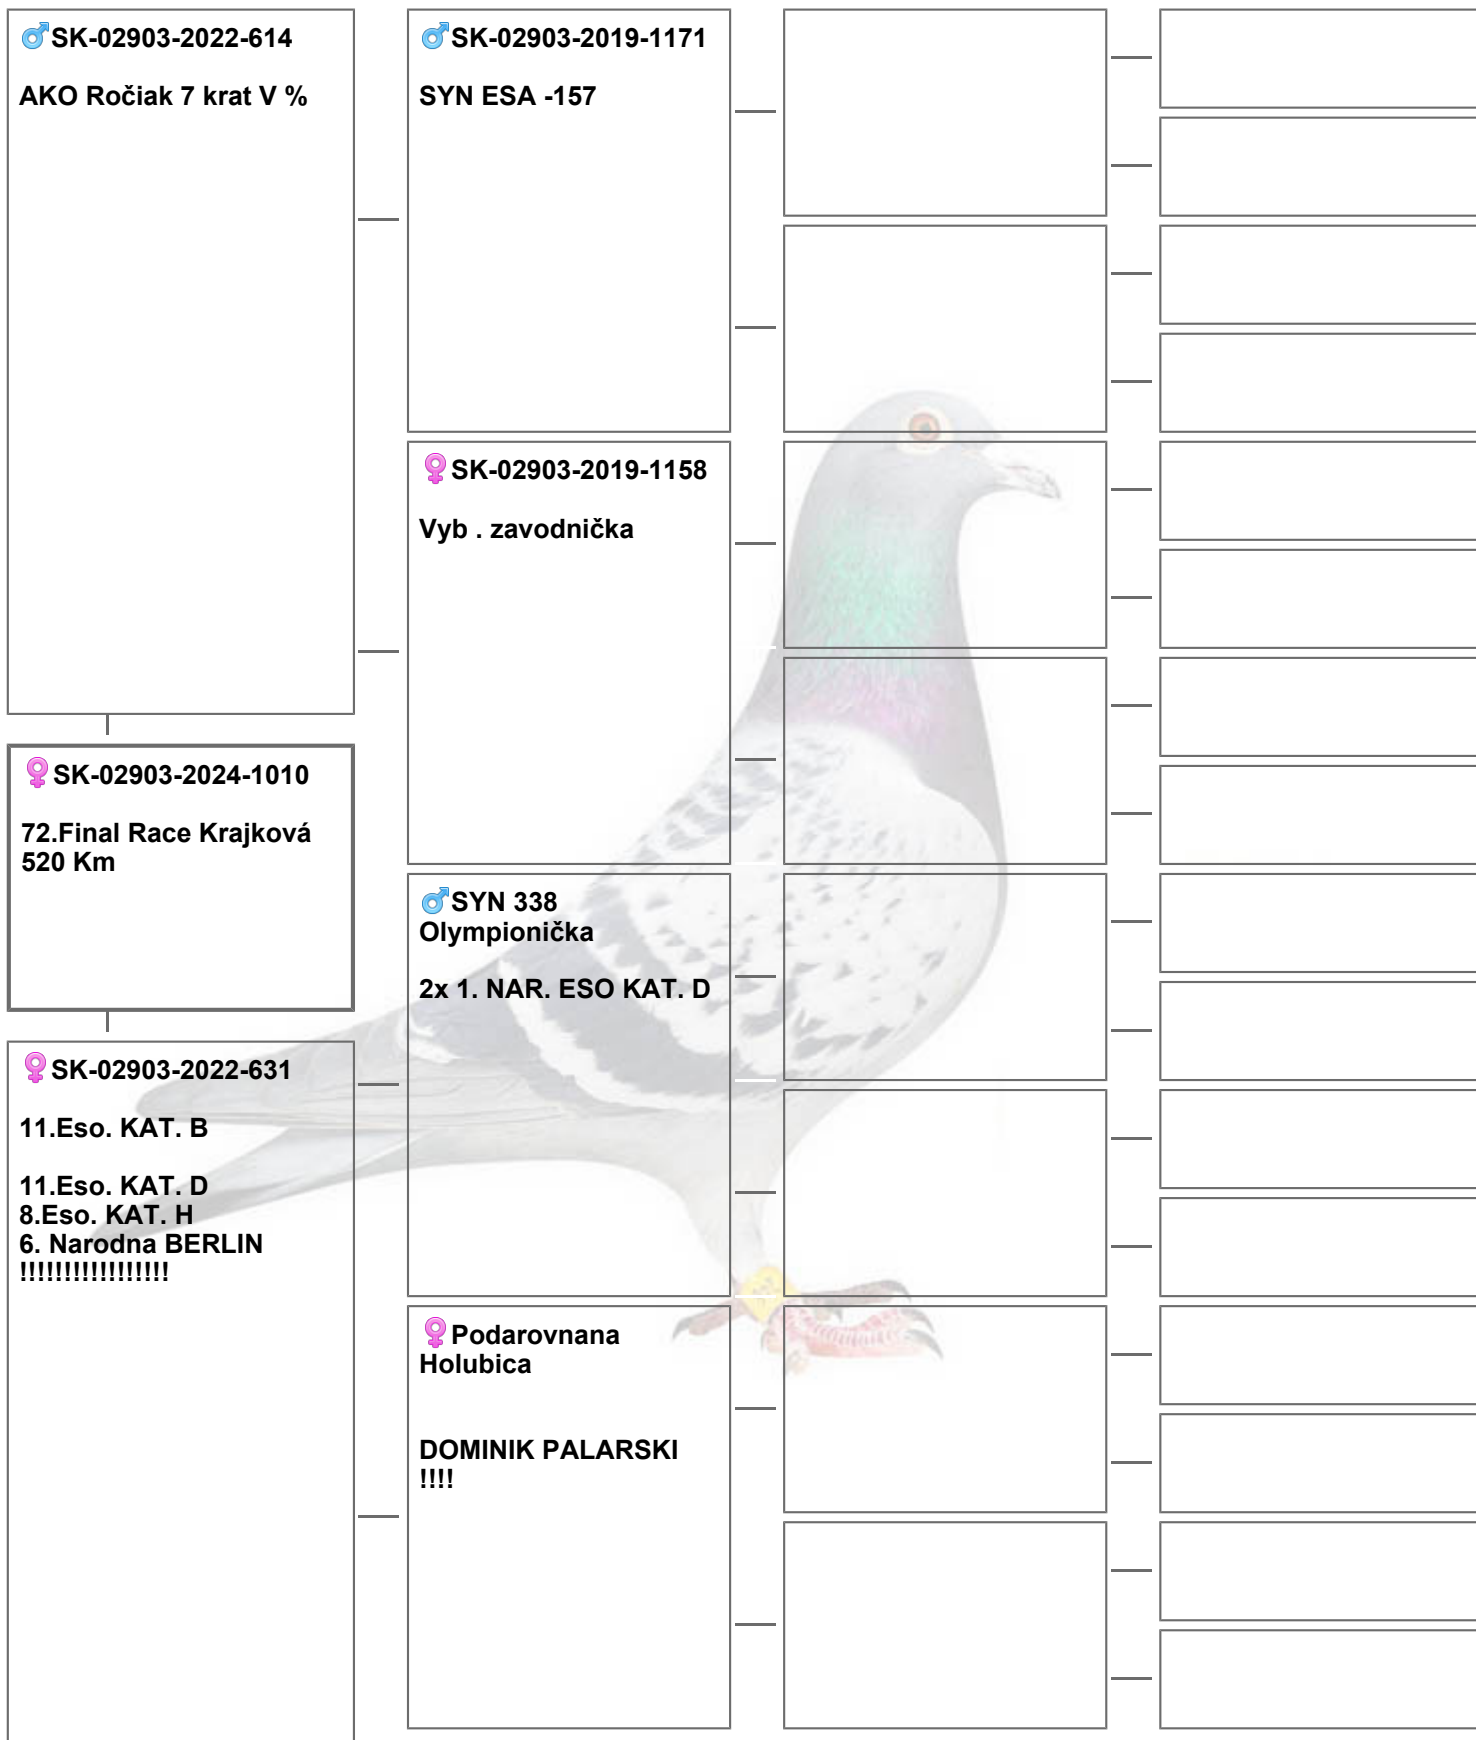 ♂SK-02903-2022-614
AKO Ročiak 7 krat V %
♀SK-02903-2024-1010
72.Final Race Krajková
520 Km
♀SK-02903-2022-631
11.Eso. KAT. B
11.Eso. KAT. D
8.Eso. KAT. H
6. Narodna BERLIN
!!!!!!!!!!!!!!!!!
♂SK-02903-2019-1171
SYN ESA -157
♀SK-02903-2019-1158
Vyb . zavodnička
♂SYN 338
Olympionička
2x 1. NAR. ESO KAT. D
♀Podarovnana
Holubica
DOMINIK PALARSKI
!!!!